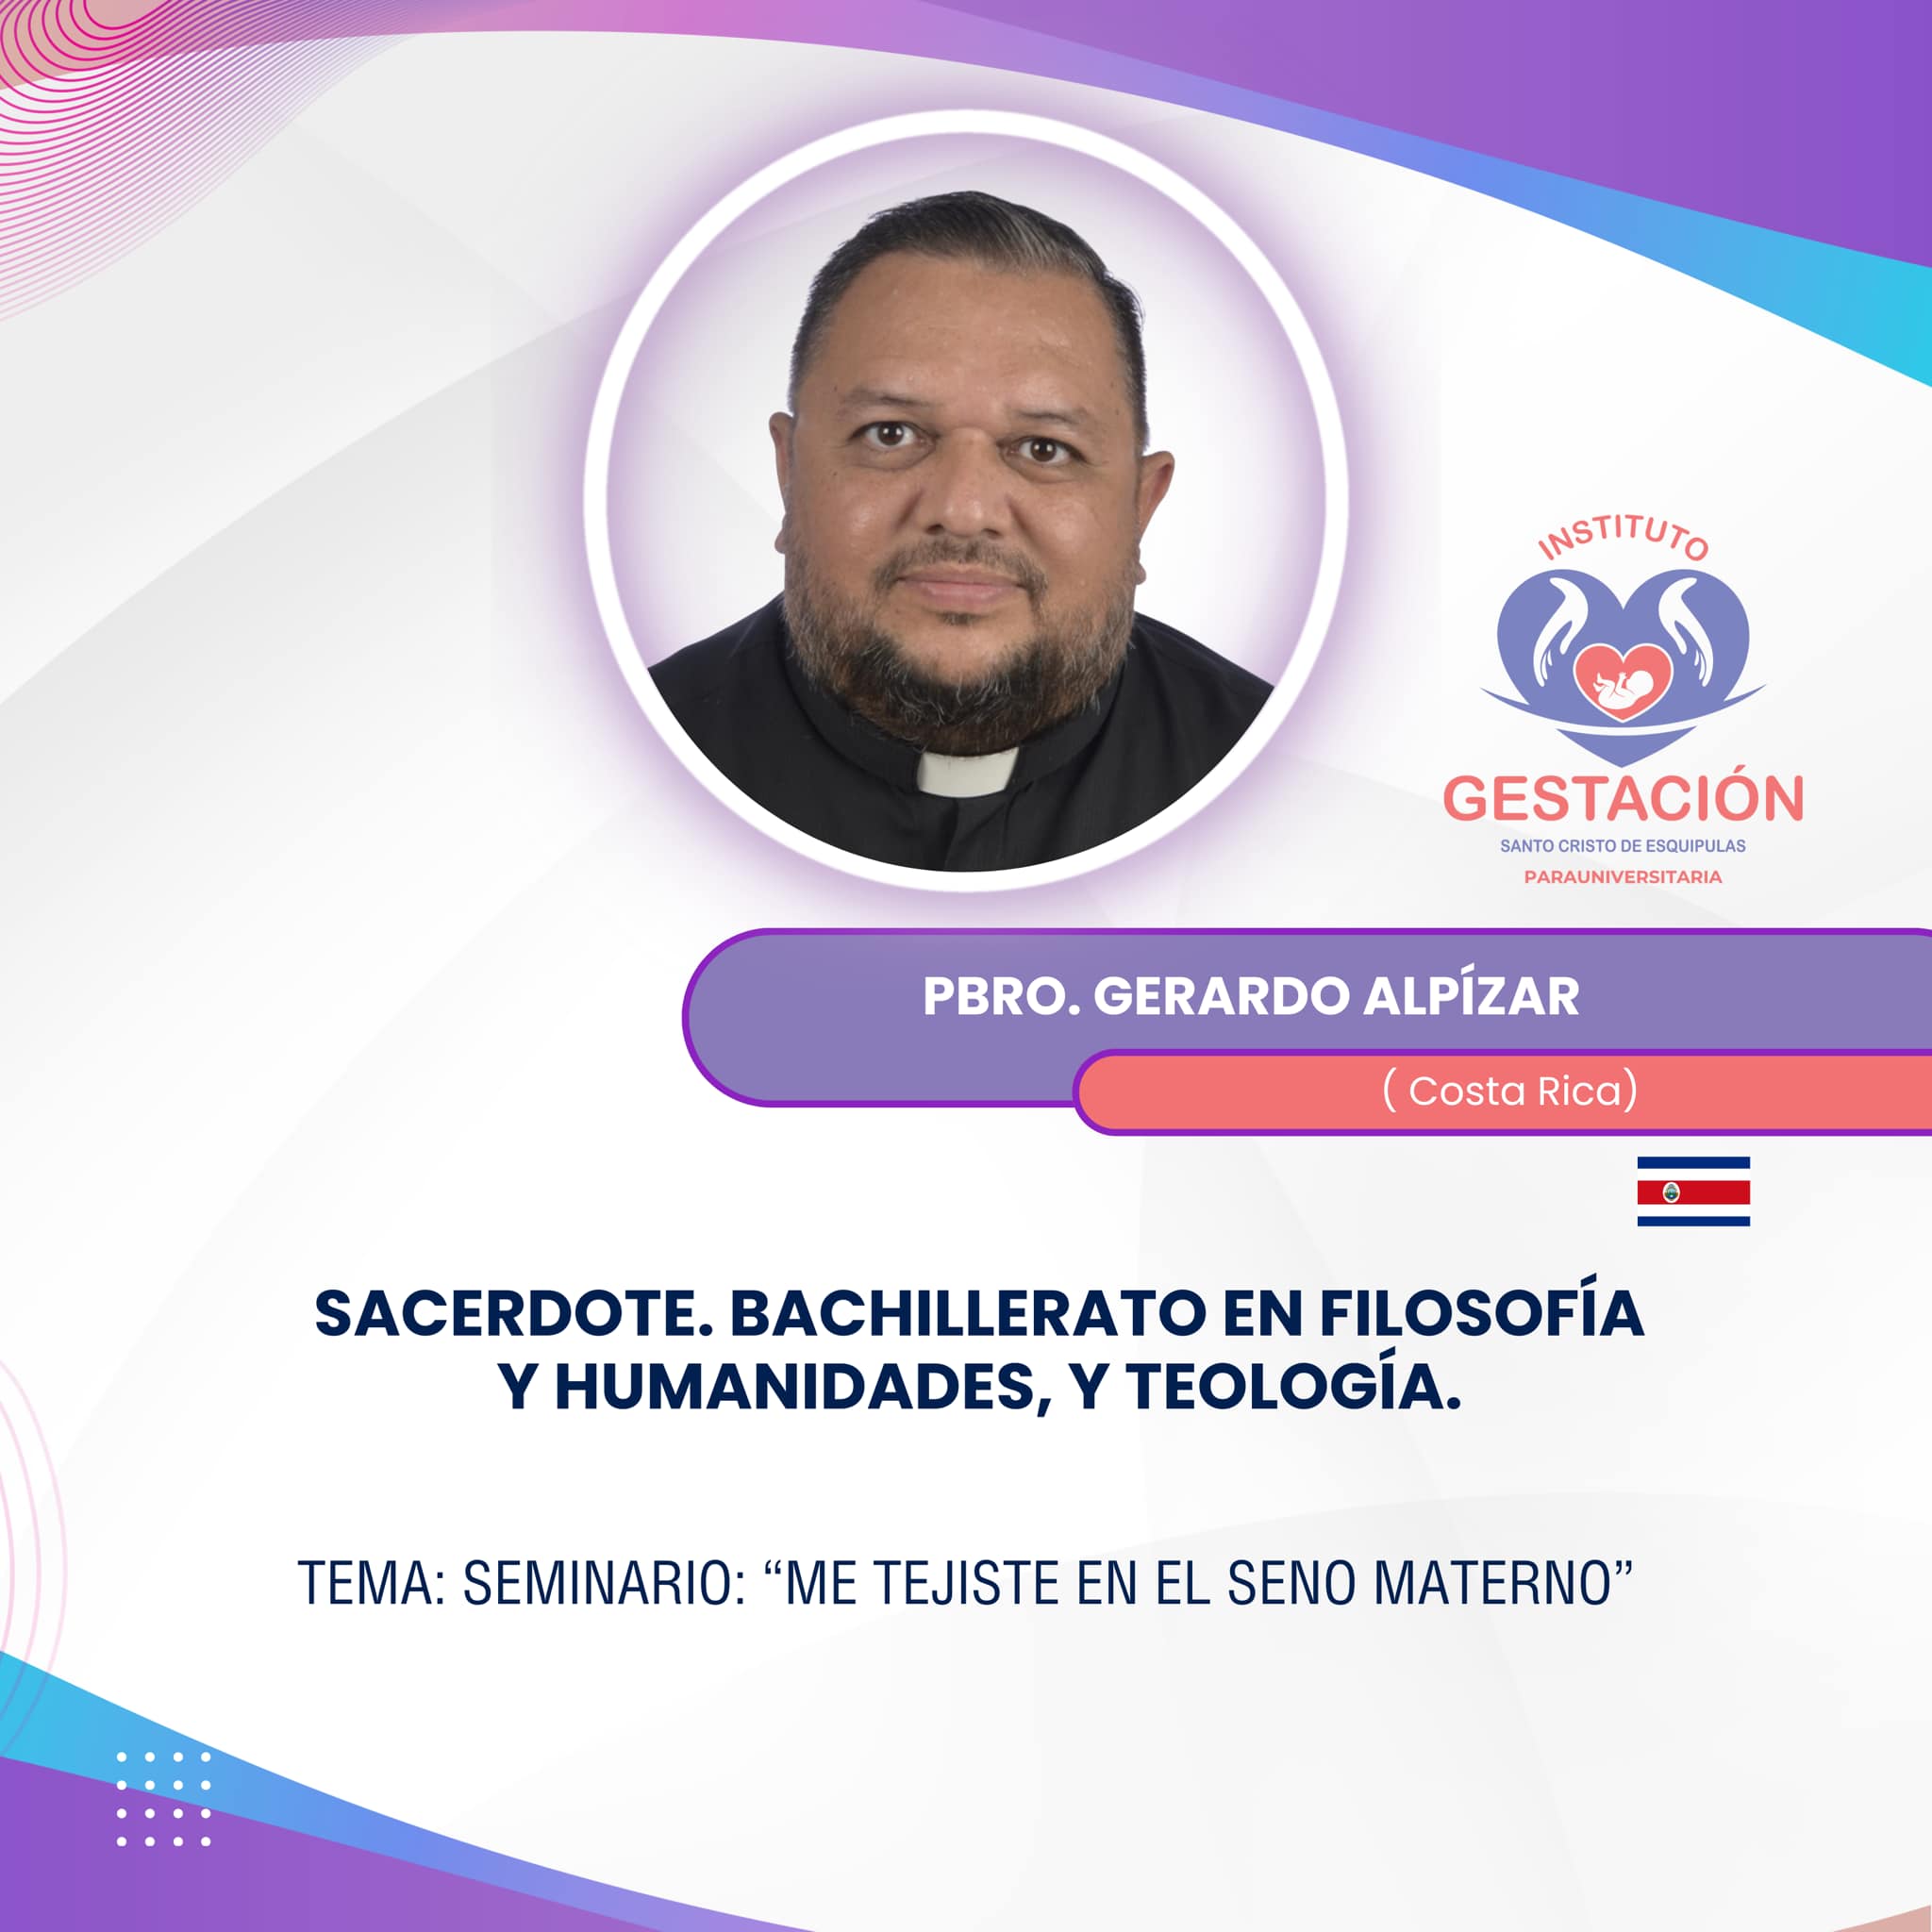 INSTITUTO
GESTACIÓN
SANTO CRISTO DE ESQUIPULAS
PARAUNIVERSITARIA
PBRO. GERARDO ALPÍZAR
( Costa Rica)
SACERDOTE. BACHILLERATO EN FILOSOFÍA
Y HUMANIDADES, Y TEOLOGÍA.
TEMA: SEMINARIO: “ME TEJISTE EN EL SENO MATERNO”